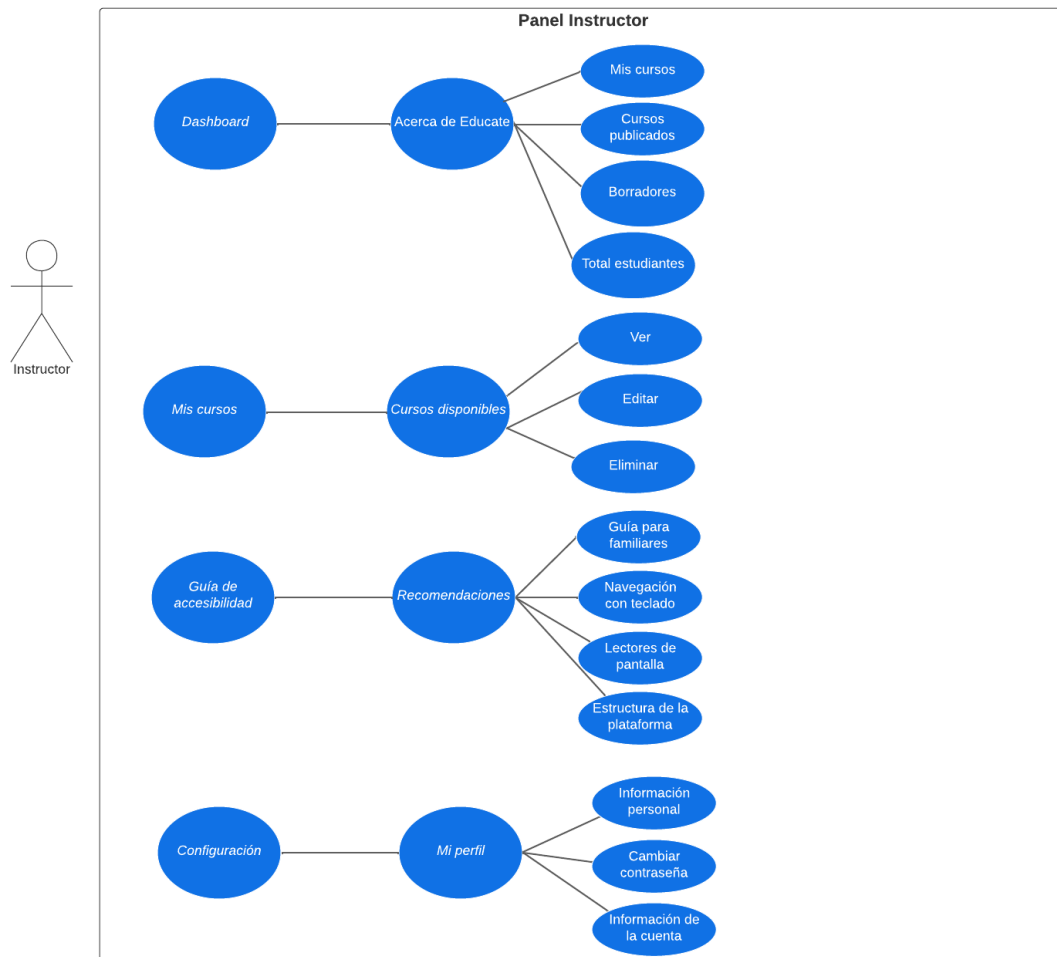 Panel Instructor
Mis cursos
Dashboard
Acerca de Educate
Cursos
publicados
Borradores
Total estudiantes
Instructor
Ver
Mis cursos
Cursos disponibles
Editar
Eliminar
Guía para
familiares
Guía de
accesibilidad
Recomendaciones
Navegación
con teclado
Lectores de
pantalla
Estructura de la
plataforma
Información
personal
Configuración
Mi perfil
Cambiar
contraseña
Información de
la cuenta